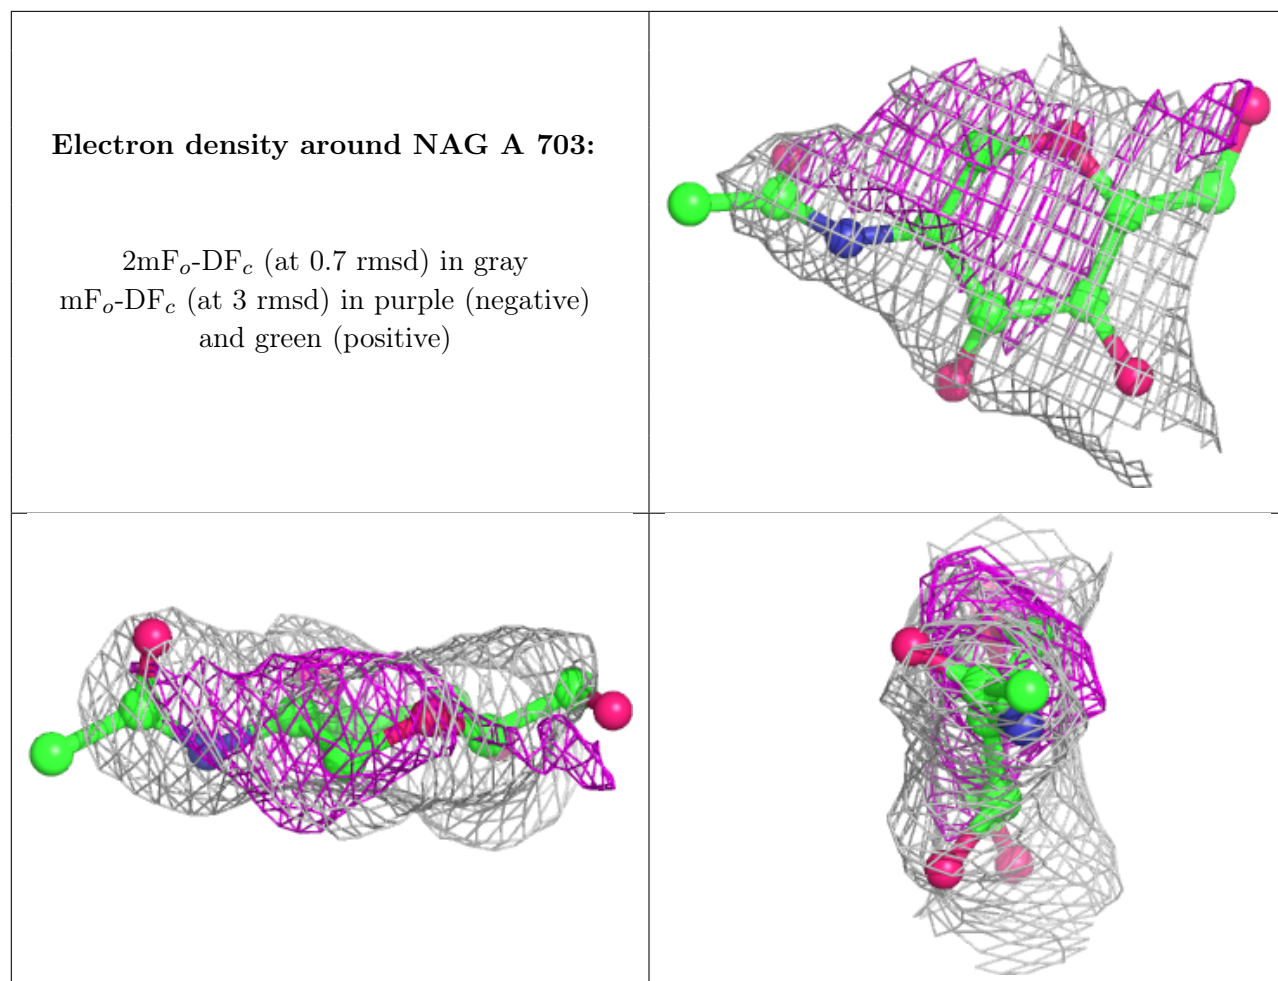 Electron density around NAG A 703:
2mFₒ-DF𝒸 (at 0.7 rmsd) in gray
mFₒ-DF𝒸 (at 3 rmsd) in purple (negative)
and green (positive)